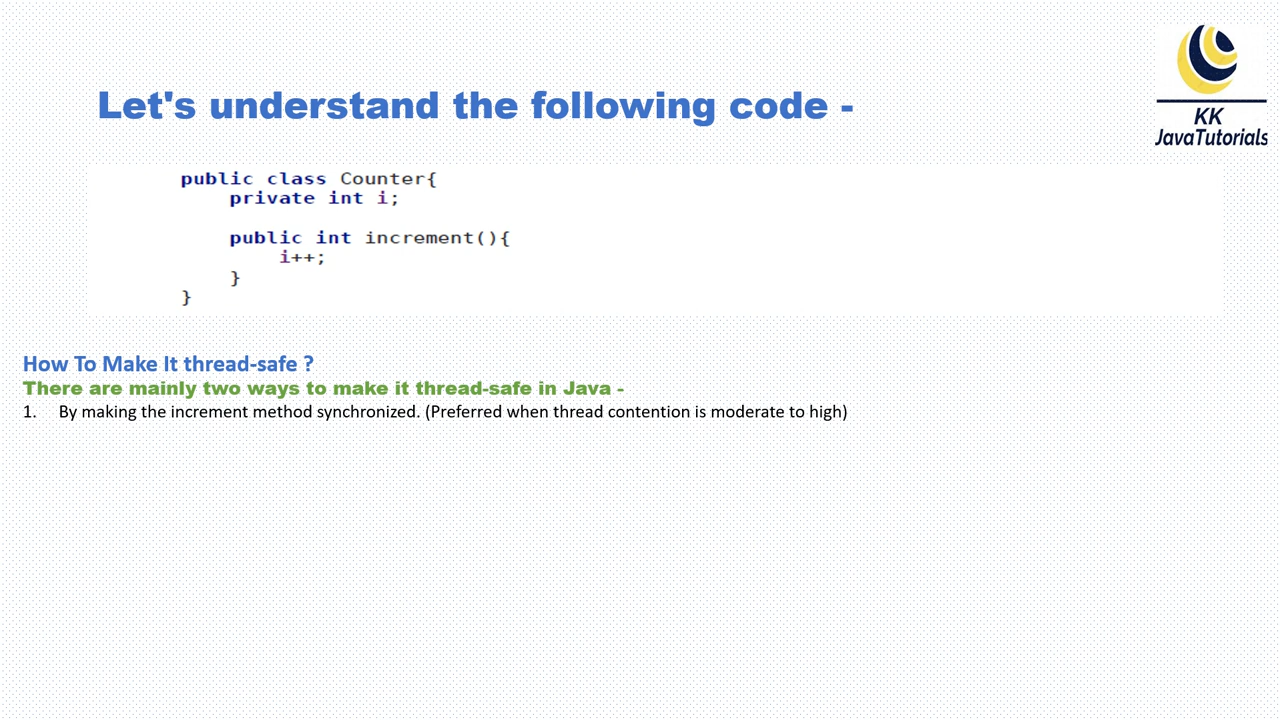 Let's understand the following code -
KK
JavaTutorials
public class Counter{
private int i;
public int increment(){
i++;
}
}
How To Make It thread-safe ?
There are mainly two ways to make it thread-safe in Java -
1. By making the increment method synchronized. (Preferred when thread contention is moderate to high)